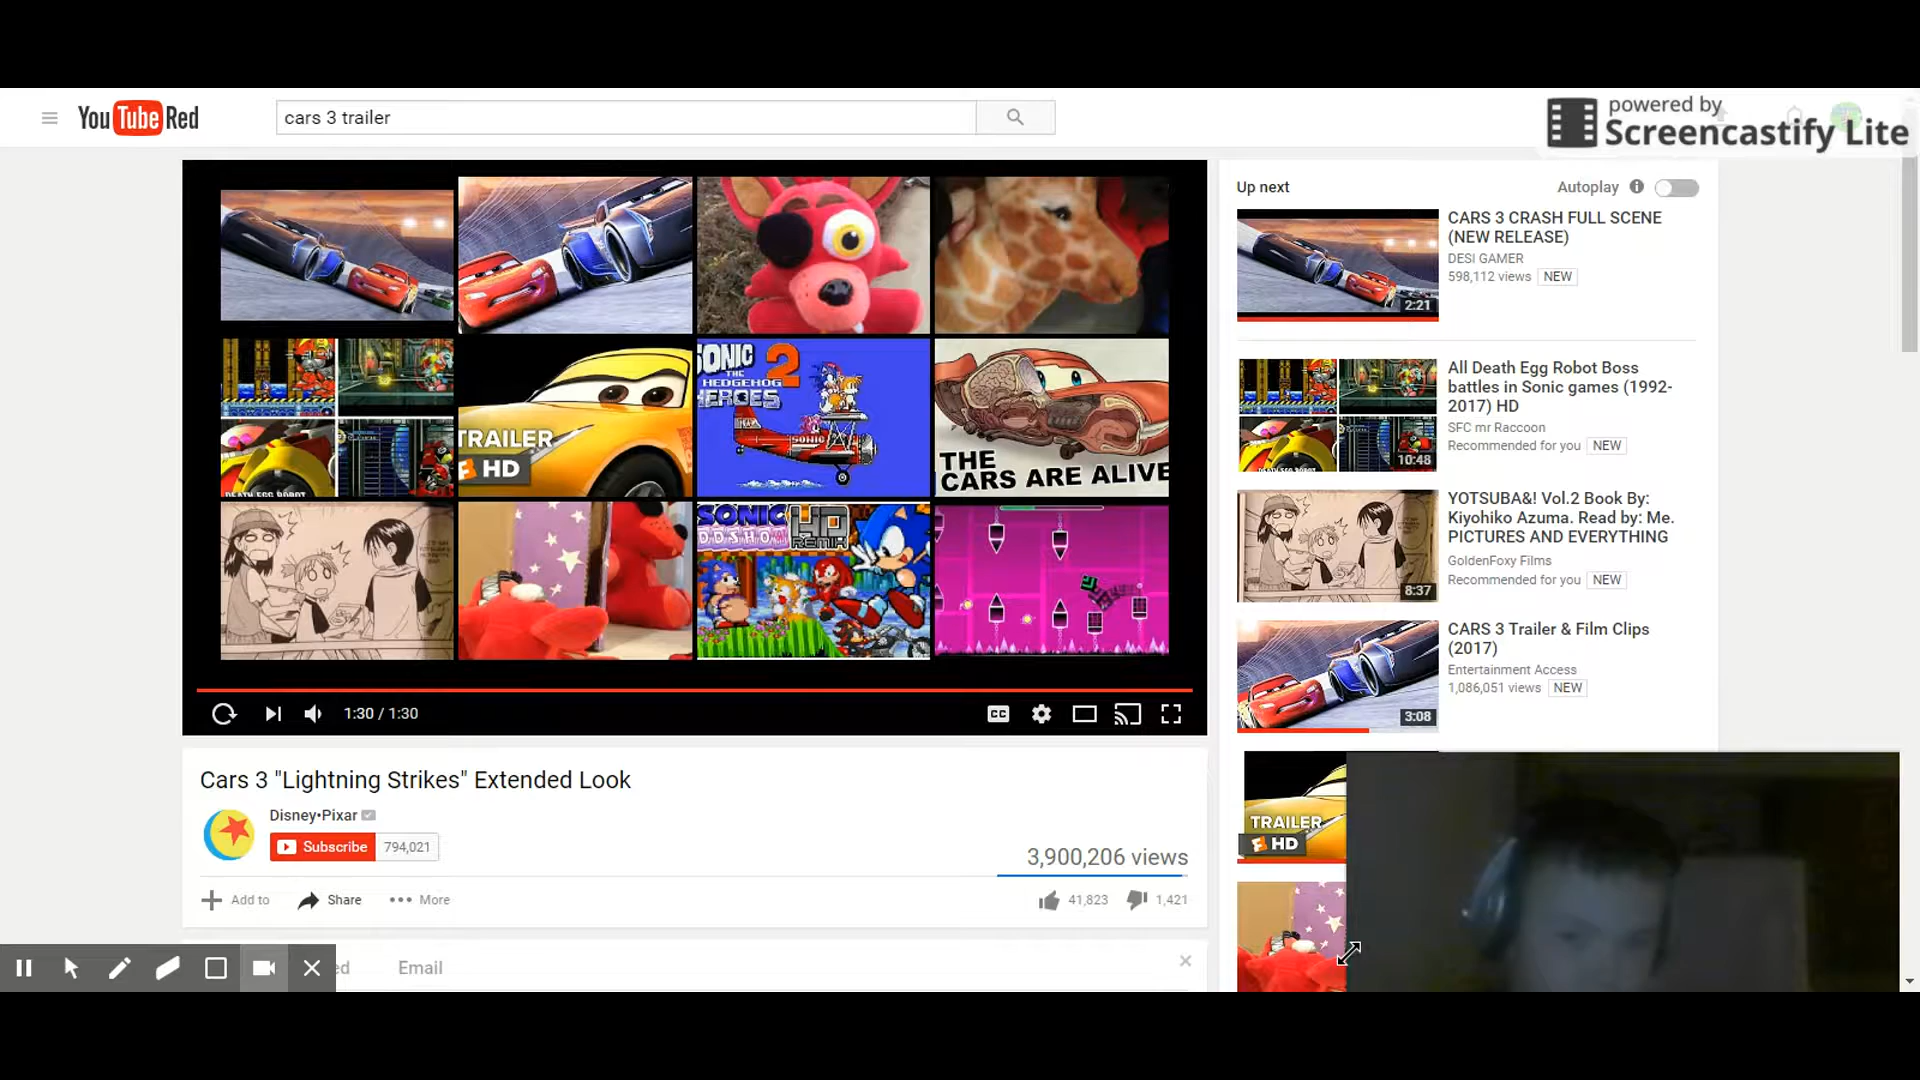 YouTube Red
cars 3 trailer
powered by
Screencastify Lite
TRAILER
HD
SONIC
THE
HEDGEHOG
HEROES
2
SONIC
THE
CARS ARE ALIVE
SONIC
HD
REMIX
1:30 / 1:30
CC
Cars 3 "Lightning Strikes" Extended Look
Disney•Pixar
Subscribe 794,021
3,900,206 views
Add to Share More
41,823 1,421
Email
Up next
Autoplay
CARS 3 CRASH FULL SCENE
(NEW RELEASE)
DESI GAMER
598,112 views NEW
2:21
All Death Egg Robot Boss
battles in Sonic games (1992-
2017) HD
SFC mr Raccoon
Recommended for you NEW
10:48
YOTSUBA&! Vol.2 Book By:
Kiyohiko Azuma. Read by: Me.
PICTURES AND EVERYTHING
GoldenFoxy Films
Recommended for you NEW
8:37
CARS 3 Trailer & Film Clips
(2017)
Entertainment Access
1,086,051 views NEW
3:08
TRAILER
HD